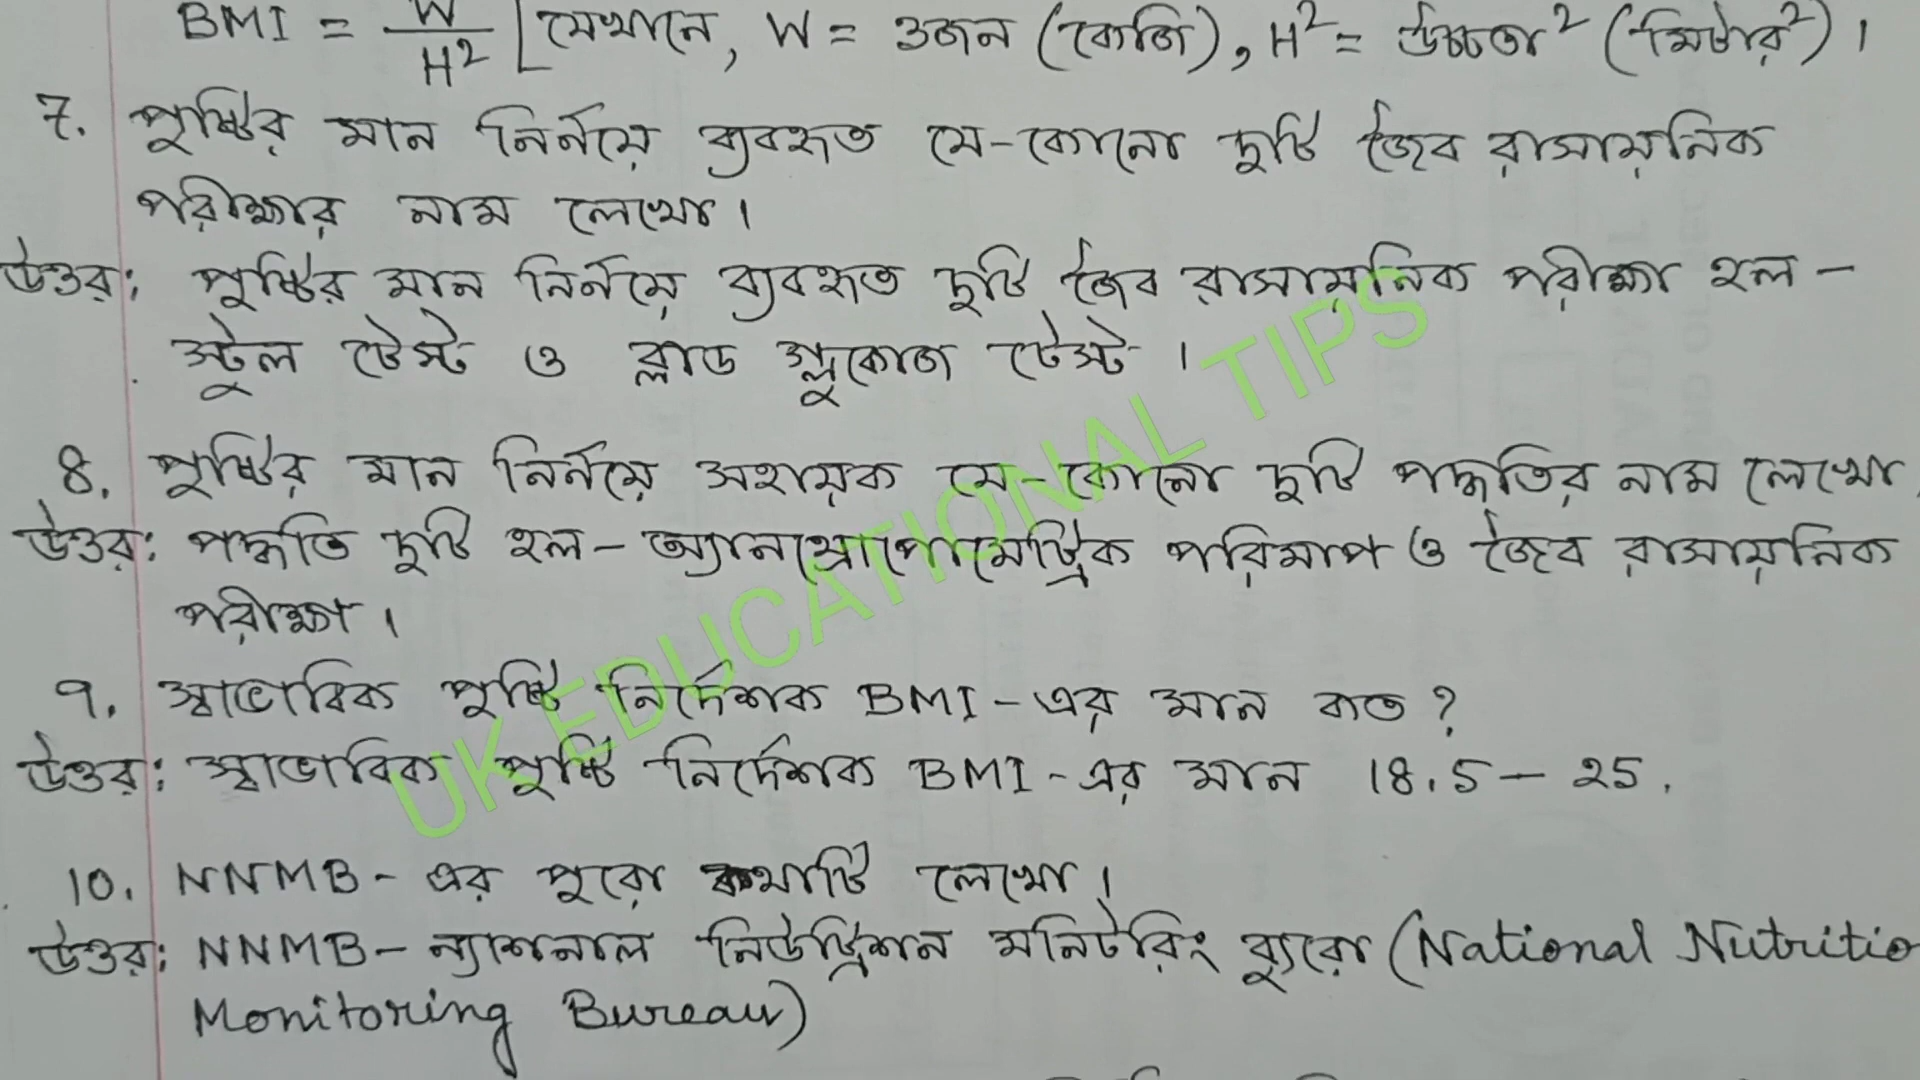 BMI = W/H² [যেখানে, W = ওজন (কেজি), H² = উচ্চতা² (মিটার²)।
7. পুষ্টির মান নির্নয়ে ব্যবহৃত যে-কোনো দুটি জৈব রাসায়নিক
পরীক্ষার নাম লেখো।
উত্তর: পুষ্টির মান নির্নয়ে ব্যবহৃত দুটি জৈব রাসায়নিক পরীক্ষা হল –
স্টুল টেস্ট ও ব্লাড গ্লুকোজ টেস্ট।
8. পুষ্টির মান নির্নয়ে সহায়ক যে-কোনো দুটি পদ্ধতির নাম লেখো
উত্তর: পদ্ধতি দুটি হল – অ্যানথ্রোপোমেট্রিক পরিমাপ ও জৈব রাসায়নিক
পরীক্ষা।
9. স্বাভাবিক পুষ্টি নির্দেশক BMI-এর মান কত?
উত্তর: স্বাভাবিক পুষ্টি নির্দেশক BMI-এর মান 18.5 – 25.
10. NNMB-এর পুরো কথাটি লেখো।
উত্তর: NNMB – ন্যাশনাল নিউট্রিশন মনিটরিং ব্যুরো (National Nutritio
Monitoring Bureau)
UK EDUCATIONAL TIPS